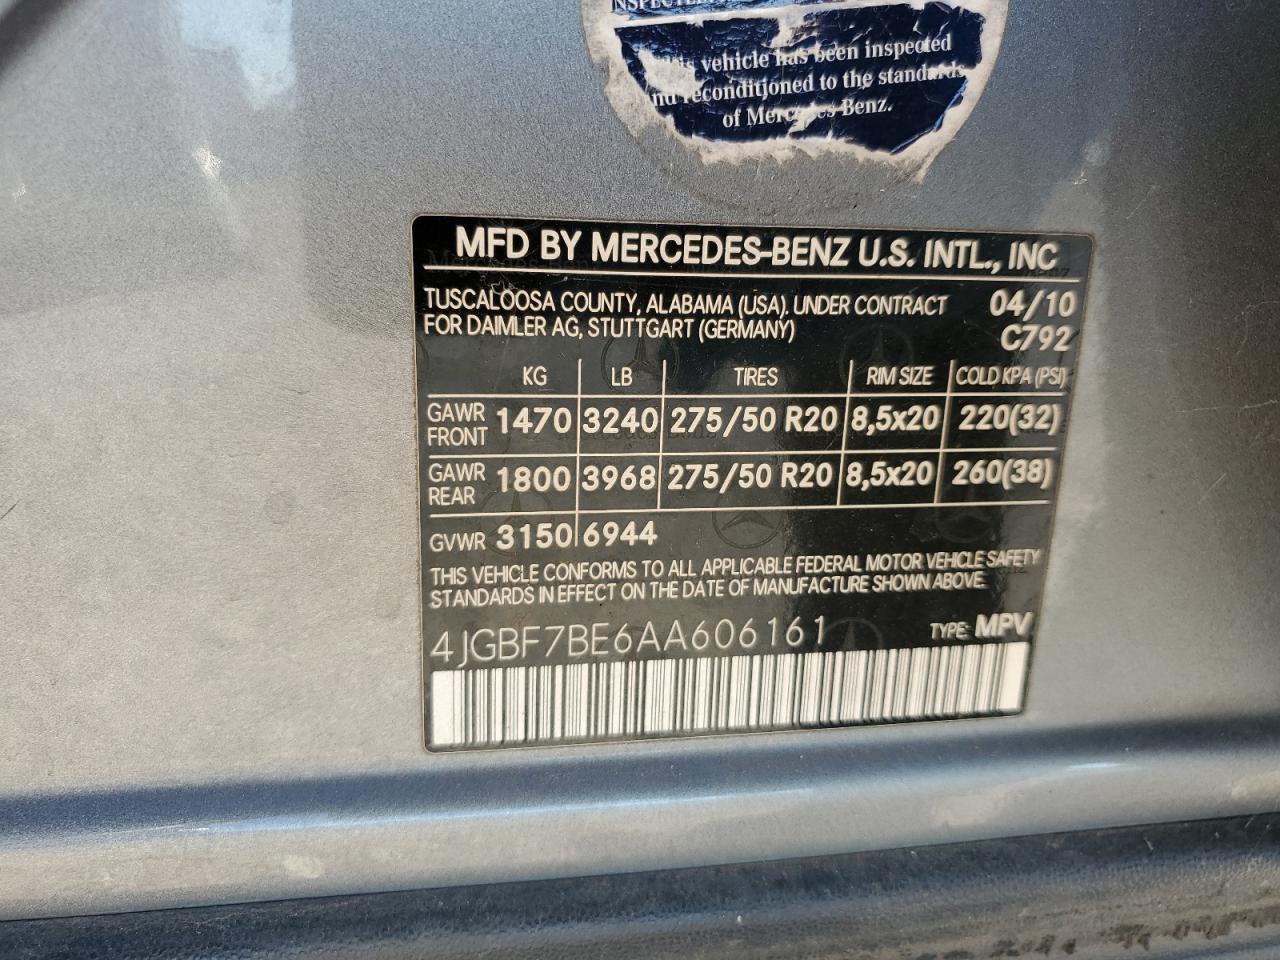 vehicle has been inspected
reconditioned to the standards
of Mercedes-Benz.
MFD BY MERCEDES-BENZ U.S. INTL., INC
TUSCALOOSA COUNTY, ALABAMA (USA). UNDER CONTRACT 04/10
FOR DAIMLER AG, STUTTGART (GERMANY) C792
KG LB TIRES RIM SIZE COLD KPA (PSI)
GAWR FRONT 1470 3240 275/50 R20 8,5x20 220(32)
GAWR REAR 1800 3968 275/50 R20 8,5x20 260(38)
GVWR 3150 6944
THIS VEHICLE CONFORMS TO ALL APPLICABLE FEDERAL MOTOR VEHICLE SAFETY
STANDARDS IN EFFECT ON THE DATE OF MANUFACTURE SHOWN ABOVE.
4JGBF7BE6AA606161 TYPE: MPV